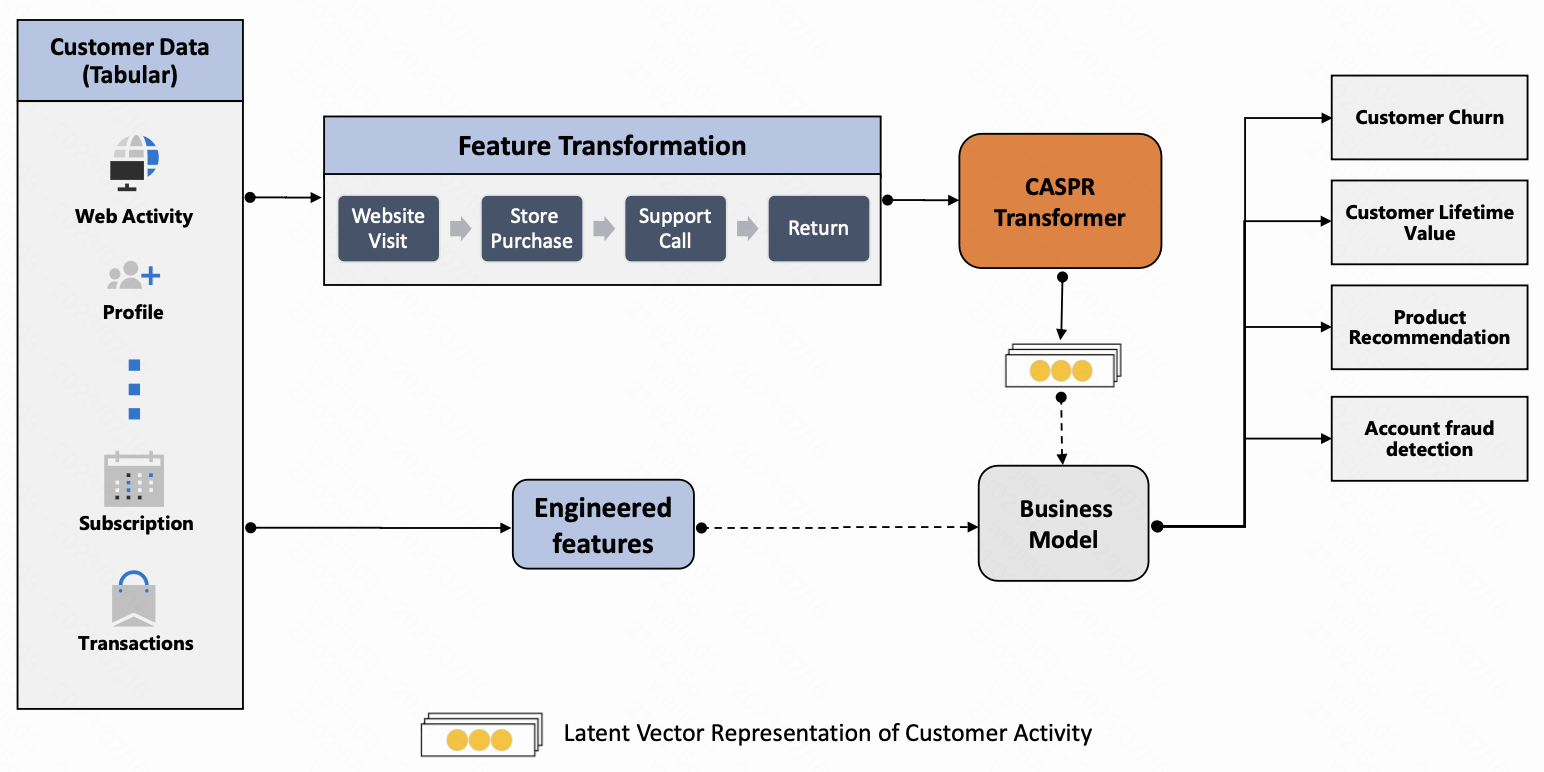 Customer Data
(Tabular)
Web Activity
Profile
Subscription
Transactions
Feature Transformation
Website
Visit
Store
Purchase
Support
Call
Return
CASPR
Transformer
Engineered
features
Business
Model
Customer Churn
Customer Lifetime
Value
Product
Recommendation
Account fraud
detection
Latent Vector Representation of Customer Activity